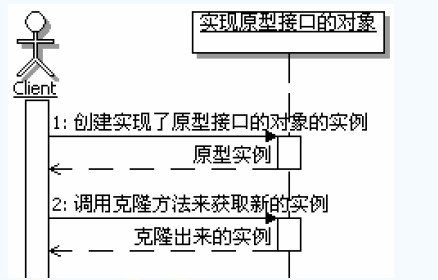 实现原型接口的对象
Client
1: 创建实现了原型接口的对象的实例
原型实例
2: 调用克隆方法来获取新的实例
克隆出来的实例